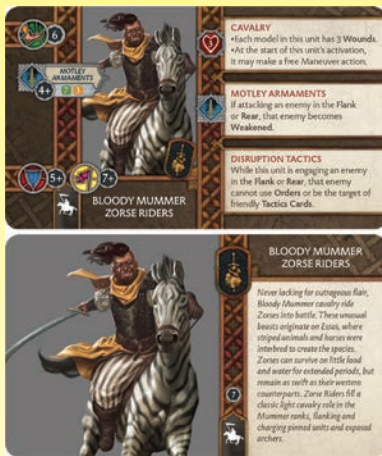 6
MOTLEY
ARMAMENTS
4+
7
3
5+
7+
BLOODY MUMMER
ZORSE RIDERS
3
CAVALRY
•Each model in this unit has 3 Wounds.
•At the start of this unit's activation,
it may make a free Maneuver action.
MOTLEY ARMAMENTS
If attacking an enemy in the Flank
or Rear, that enemy becomes
Weakened.
DISRUPTION TACTICS
While this unit is engaging an enemy
in the Flank or Rear, that enemy
cannot use Orders or be the target of
friendly Tactics Cards.
BLOODY MUMMER
ZORSE RIDERS
Never lacking for outrageous flair,
Bloody Mummer cavalry ride
Zorses into battle. These unusual
beasts originate on Essos, where
striped animals and horses were
interbred to create the species.
Zorses can survive on little food
and water for extended periods, but
remain as swift as their western
counterparts. Zorse Riders fill a
classic light cavalry role in the
Mummer ranks, flanking and
charging pinned units and exposed
archers.
7